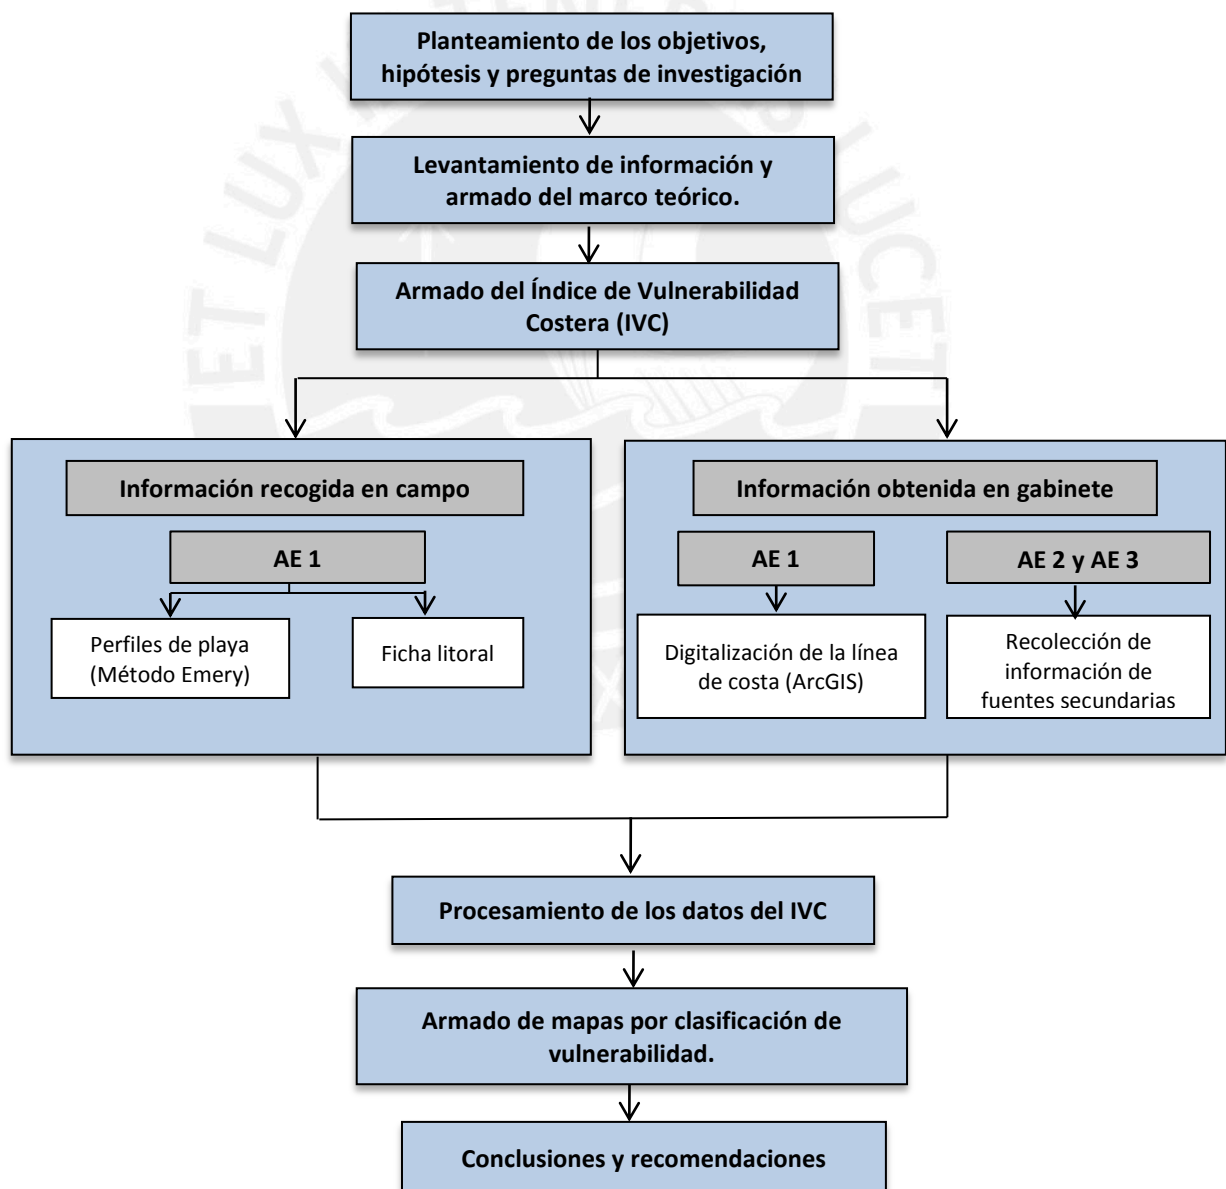 Planteamiento de los objetivos,
hipótesis y preguntas de investigación
Levantamiento de información y
armado del marco teórico.
Armado del Índice de Vulnerabilidad
Costera (IVC)
Información recogida en campo
AE 1
Perfiles de playa
(Método Emery)
Ficha litoral
Información obtenida en gabinete
AE 1
Digitalización de la línea
de costa (ArcGIS)
AE 2 y AE 3
Recolección de
información de
fuentes secundarias
Procesamiento de los datos del IVC
Armado de mapas por clasificación de
vulnerabilidad.
Conclusiones y recomendaciones
ET LUX
LUCET